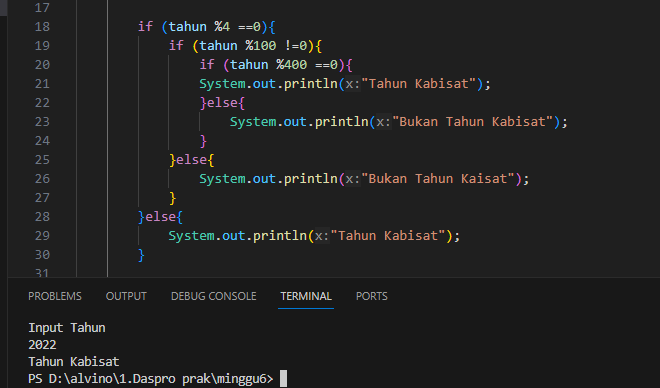 17
18 if (tahun %4 ==0){
19 if (tahun %100 !=0){
20 if (tahun %400 ==0){
21 System.out.println(x:"Tahun Kabisat");
22 }else{
23 System.out.println(x:"Bukan Tahun Kabisat");
24 }
25 }else{
26 System.out.println(x:"Bukan Tahun Kaisat");
27 }
28 }else{
29 System.out.println(x:"Tahun Kabisat");
30 }
31
PROBLEMS OUTPUT DEBUG CONSOLE TERMINAL PORTS
Input Tahun
2022
Tahun Kabisat
PS D:\alvino\1.Daspro prak\minggu6>